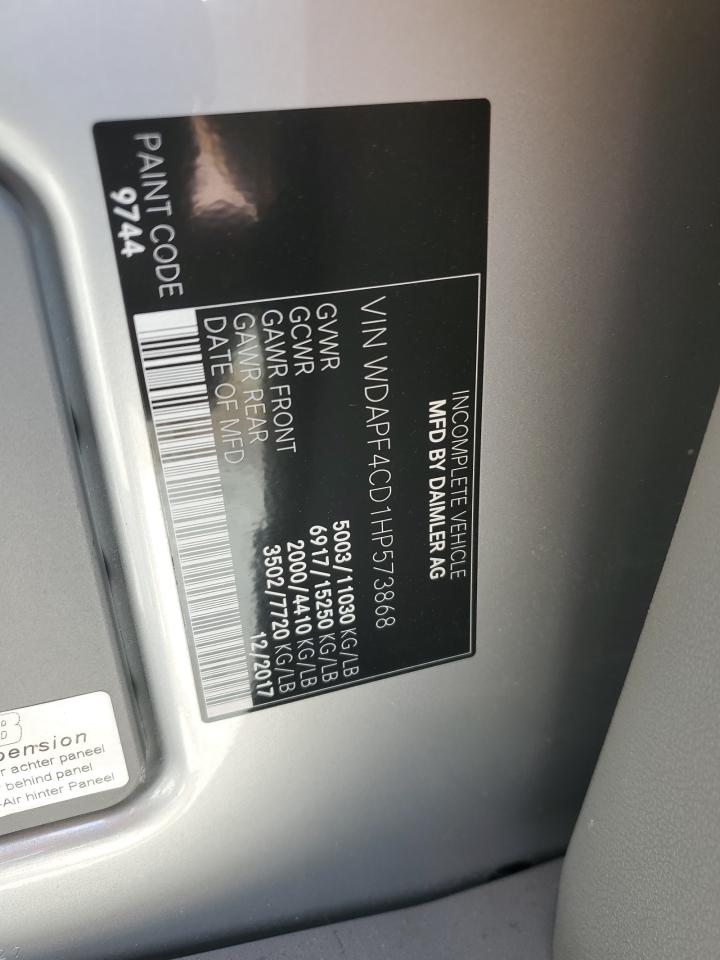 INCOMPLETE VEHICLE
MFD BY DAIMLER AG
VIN WDAPF4CD1HP573868
GVWR 5003/11030 KG/LB
GCWR 6917/15250 KG/LB
GAWR FRONT 2000/4410 KG/LB
GAWR REAR 3502/7720 KG/LB
DATE OF MFD 12/2017
PAINT CODE
9744
B
pension
r achter paneel
behind panel
-Air hinter Paneel